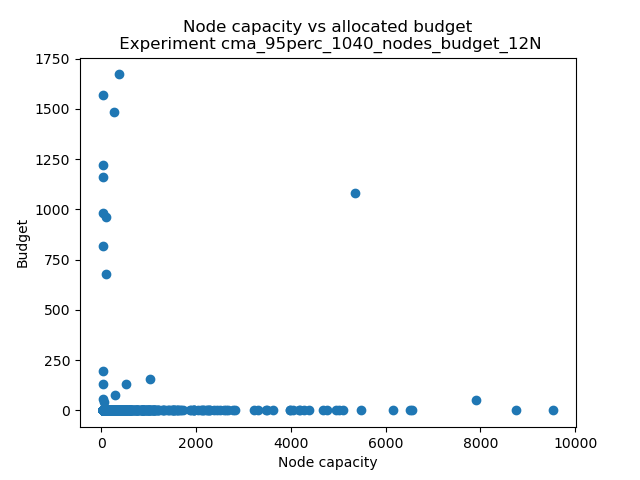 Node capacity vs allocated budget
Experiment cma_95perc_1040_nodes_budget_12N
1750
1500
1250
1000
750
500
250
0
Budget
0 2000 4000 6000 8000 10000
Node capacity